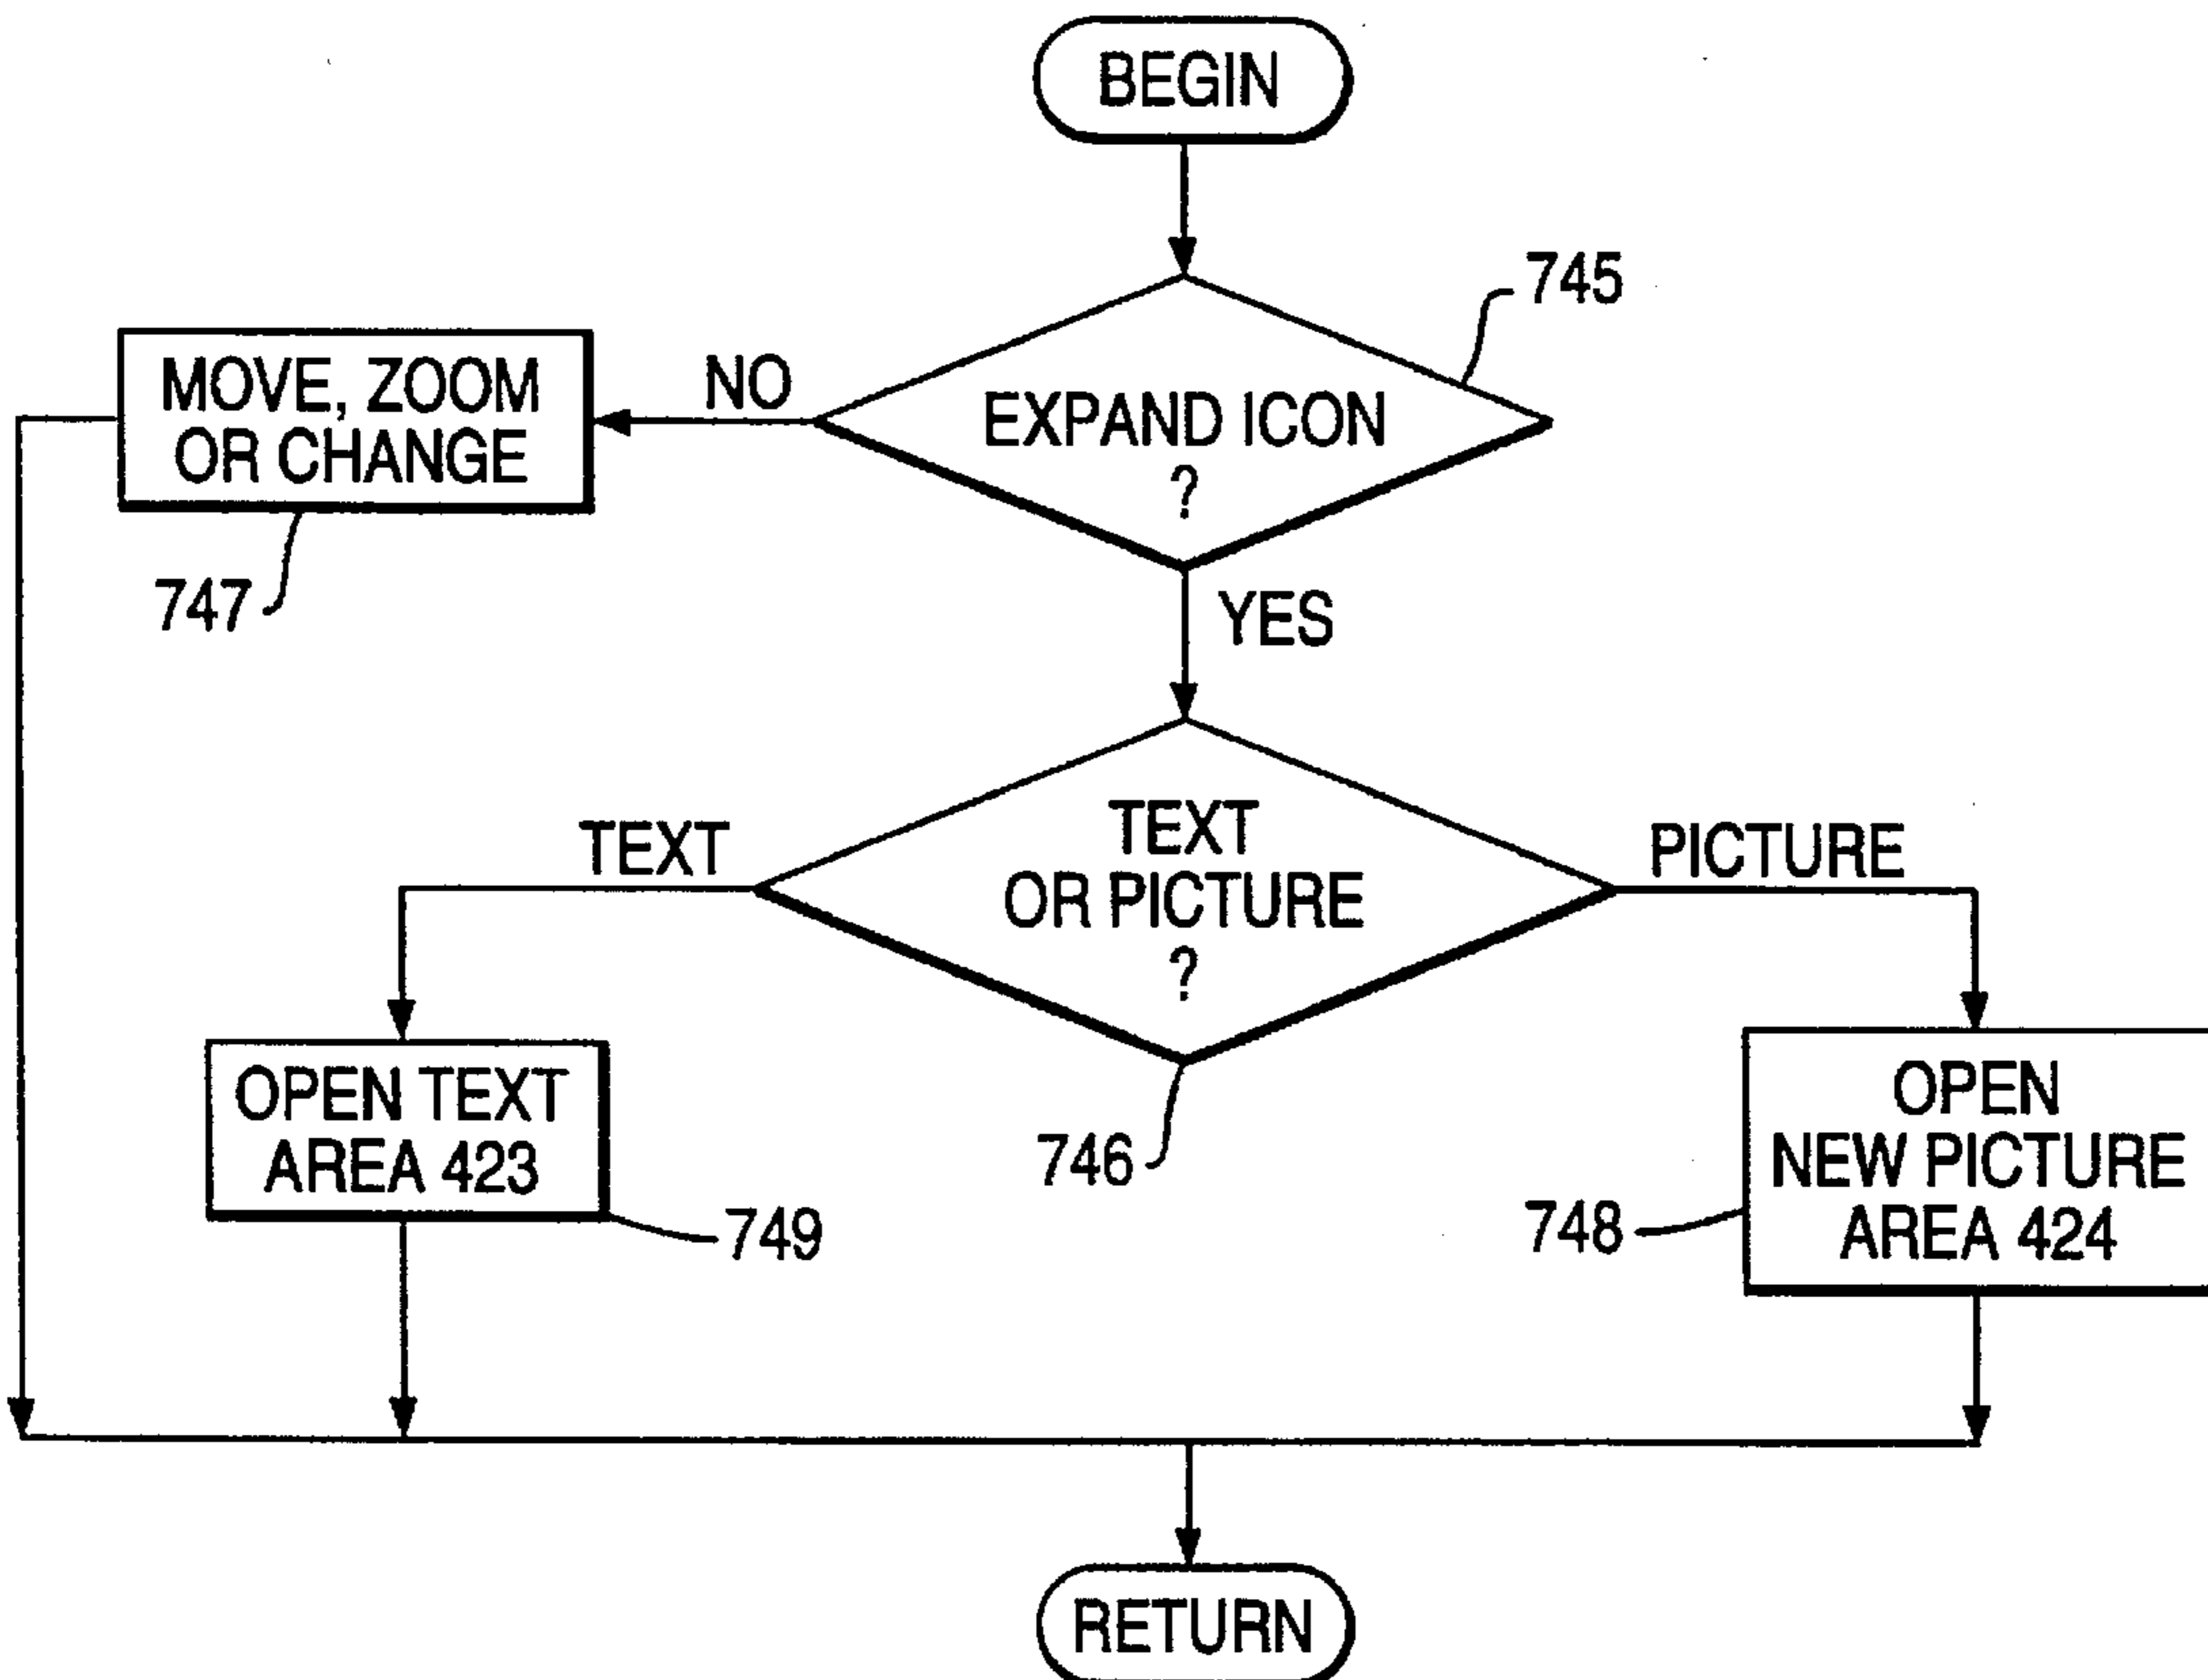 BEGIN
745
EXPAND ICON
?
NO
MOVE, ZOOM
OR CHANGE
747
YES
TEXT
OR PICTURE
?
TEXT
PICTURE
746
OPEN TEXT
AREA 423
749
OPEN
NEW PICTURE
AREA 424
748
RETURN